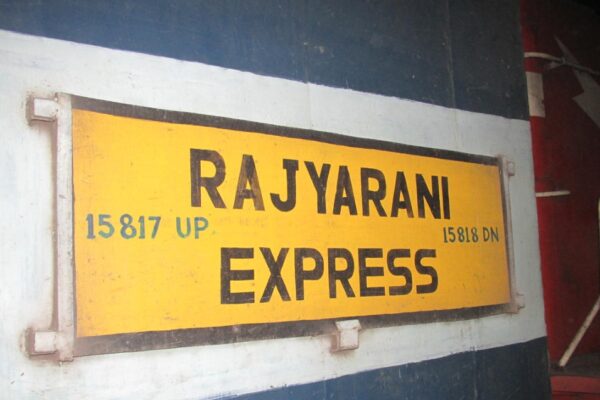 RAJYARANI
15817 UP
15818 DN
EXPRESS